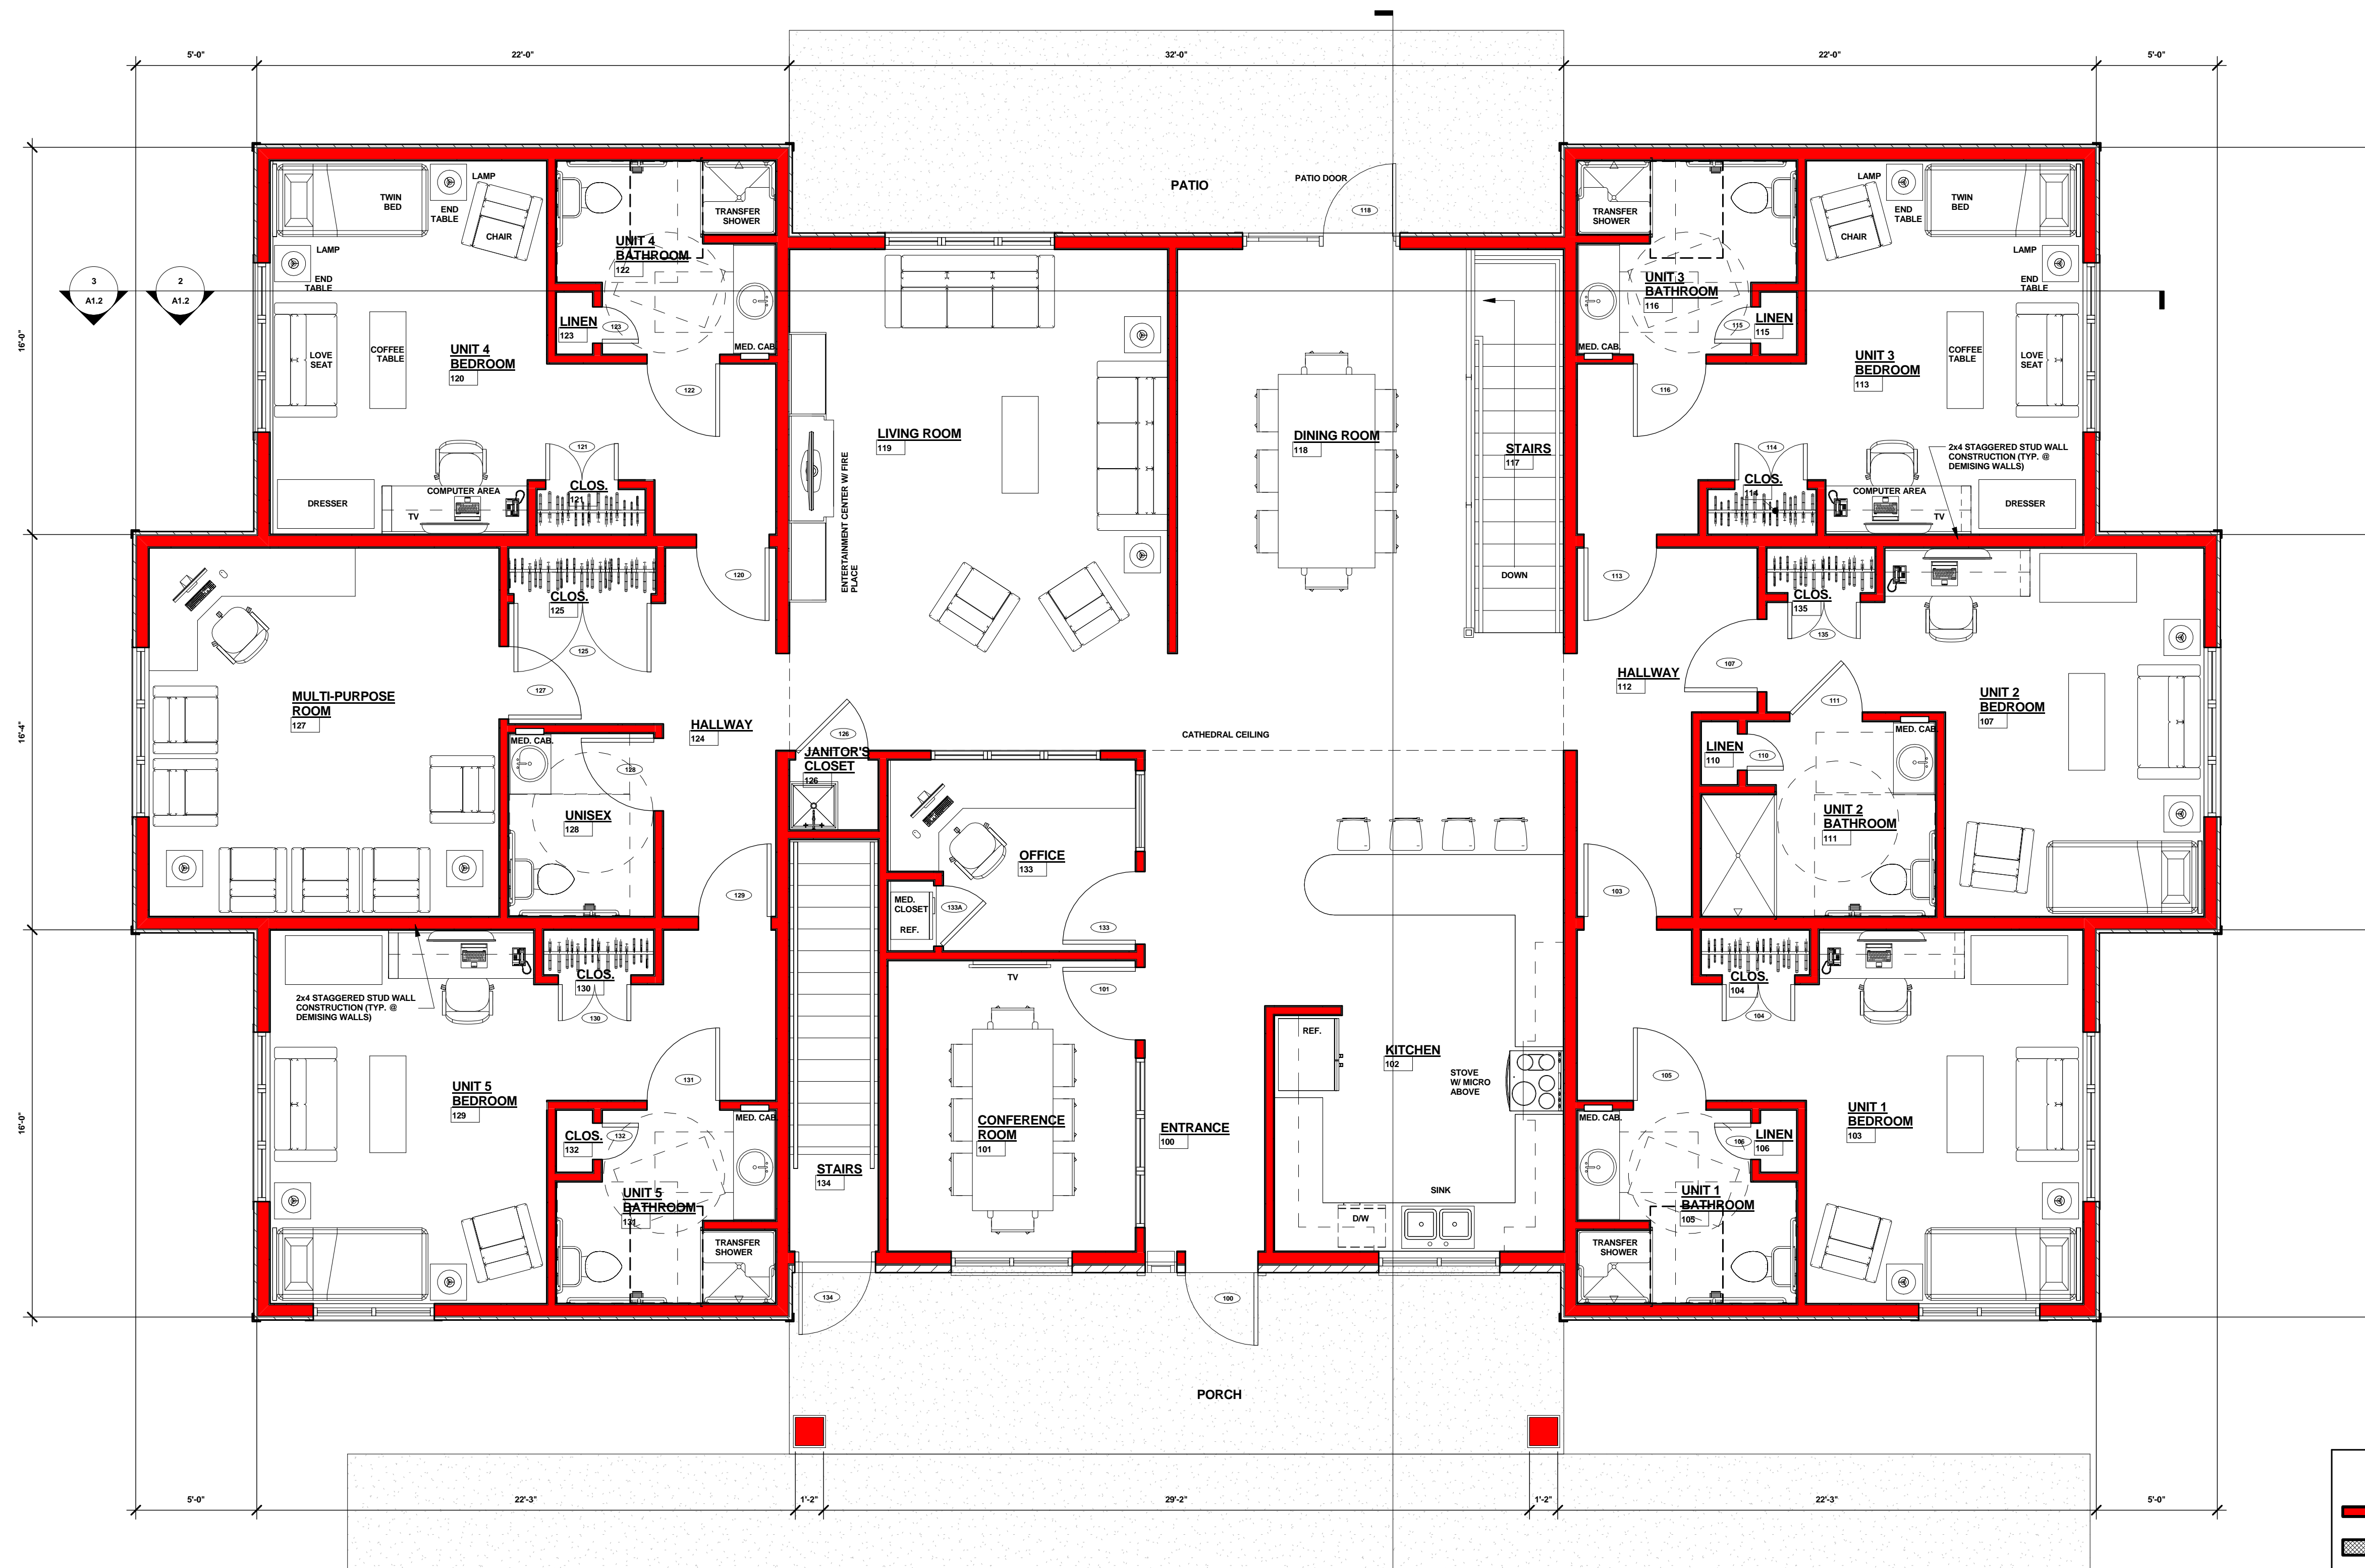 5'-0"
22'-0"
32'-0"
22'-0"
5'-0"
PATIO
PATIO DOOR
118
LAMP
TWIN
BED
END
TABLE
CHAIR
LAMP
END
TABLE
TRANSFER
SHOWER
UNIT 4
BATHROOM
122
LINEN
123
123
MED. CAB.
122
3
A1.2
2
A1.2
16'-0"
LOVE
SEAT
COFFEE
TABLE
UNIT 4
BEDROOM
120
121
CLOS.
121
COMPUTER AREA
TV
DRESSER
LIVING ROOM
119
ENTERTAINMENT CENTER W/ FIRE
PLACE
DINING ROOM
118
STAIRS
117
DOWN
TRANSFER
SHOWER
UNIT 3
BATHROOM
116
LINEN
115
115
MED. CAB.
116
LAMP
TWIN
BED
END
TABLE
CHAIR
LAMP
END
TABLE
UNIT 3
BEDROOM
113
COFFEE
TABLE
LOVE
SEAT
2x4 STAGGERED STUD WALL
CONSTRUCTION (TYP. @
DEMISING WALLS)
114
CLOS.
114
COMPUTER AREA
TV
DRESSER
16'-4"
CLOS.
125
125
120
127
MULTI-PURPOSE
ROOM
127
MED. CAB.
128
UNISEX
128
HALLWAY
124
126
JANITOR'S
CLOSET
126
129
CATHEDRAL CEILING
OFFICE
133
MED.
CLOSET
REF.
133A
133
113
HALLWAY
112
107
CLOS.
135
135
111
UNIT 2
BEDROOM
107
LINEN
110
110
MED. CAB.
UNIT 2
BATHROOM
111
103
16'-0"
2x4 STAGGERED STUD WALL
CONSTRUCTION (TYP. @
DEMISING WALLS)
CLOS.
130
130
UNIT 5
BEDROOM
129
131
MED. CAB.
CLOS.
132
132
UNIT 5
BATHROOM
131
TRANSFER
SHOWER
STAIRS
134
134
TV
101
CONFERENCE
ROOM
101
ENTRANCE
100
100
REF.
KITCHEN
102
STOVE
W/ MICRO
ABOVE
SINK
D/W
CLOS.
104
104
105
UNIT 1
BEDROOM
103
MED. CAB.
LINEN
106
106
UNIT 1
BATHROOM
105
TRANSFER
SHOWER
PORCH
5'-0"
22'-3"
1'-2"
29'-2"
1'-2"
22'-3"
5'-0"